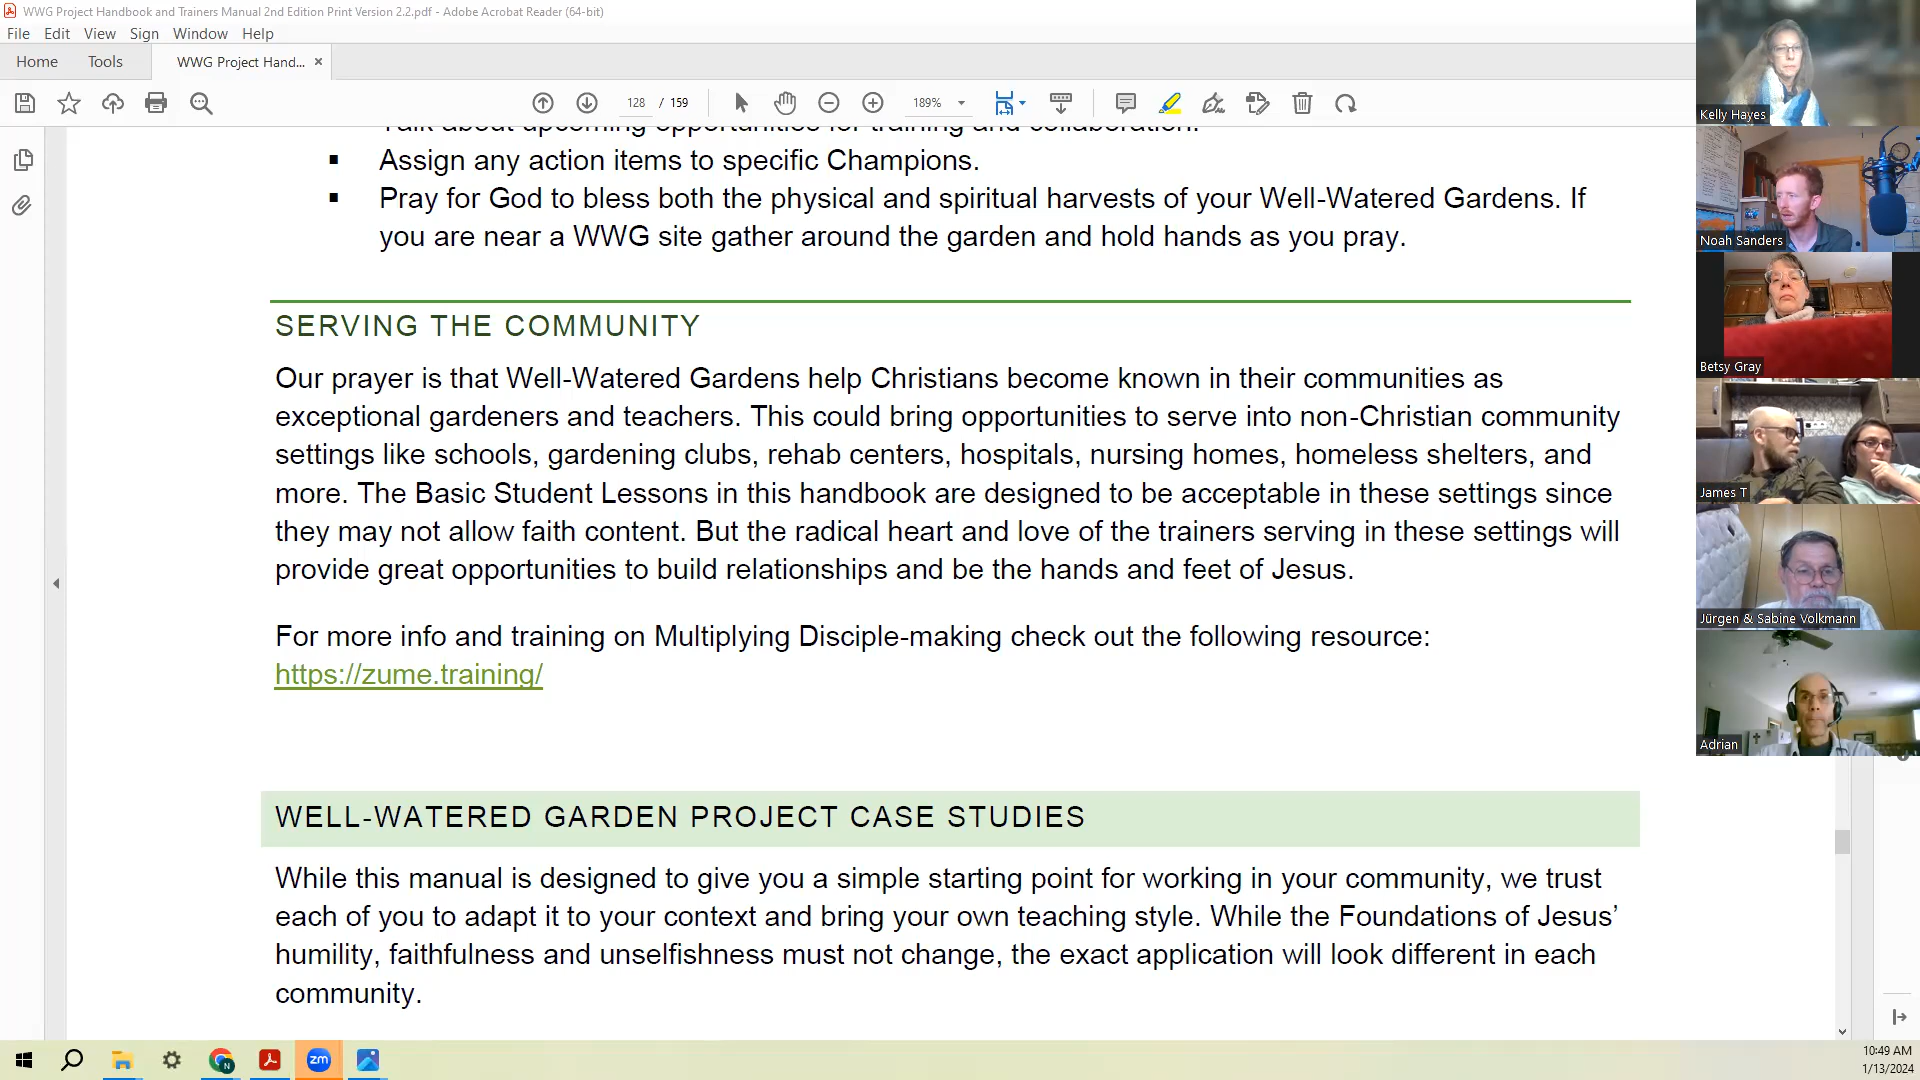 WWG Project Handbook and Trainers Manual 2nd Edition Print Version 2.2.pdf - Adobe Acrobat Reader (64-bit)
File Edit View Sign Window Help
Home Tools WWG Project Hand... ×
128 / 159 189%
Talk about upcoming opportunities for training and collaboration.
▪ Assign any action items to specific Champions.
▪ Pray for God to bless both the physical and spiritual harvests of your Well-Watered Gardens. If
you are near a WWG site gather around the garden and hold hands as you pray.
SERVING THE COMMUNITY
Our prayer is that Well-Watered Gardens help Christians become known in their communities as
exceptional gardeners and teachers. This could bring opportunities to serve into non-Christian community
settings like schools, gardening clubs, rehab centers, hospitals, nursing homes, homeless shelters, and
more. The Basic Student Lessons in this handbook are designed to be acceptable in these settings since
they may not allow faith content. But the radical heart and love of the trainers serving in these settings will
provide great opportunities to build relationships and be the hands and feet of Jesus.
For more info and training on Multiplying Disciple-making check out the following resource:
https://zume.training/
WELL-WATERED GARDEN PROJECT CASE STUDIES
While this manual is designed to give you a simple starting point for working in your community, we trust
each of you to adapt it to your context and bring your own teaching style. While the Foundations of Jesus’
humility, faithfulness and unselfishness must not change, the exact application will look different in each
community.
Kelly Hayes
Noah Sanders
Betsy Gray
James T
Jürgen & Sabine Volkmann
Adrian
zm
N
10:49 AM
1/13/2024